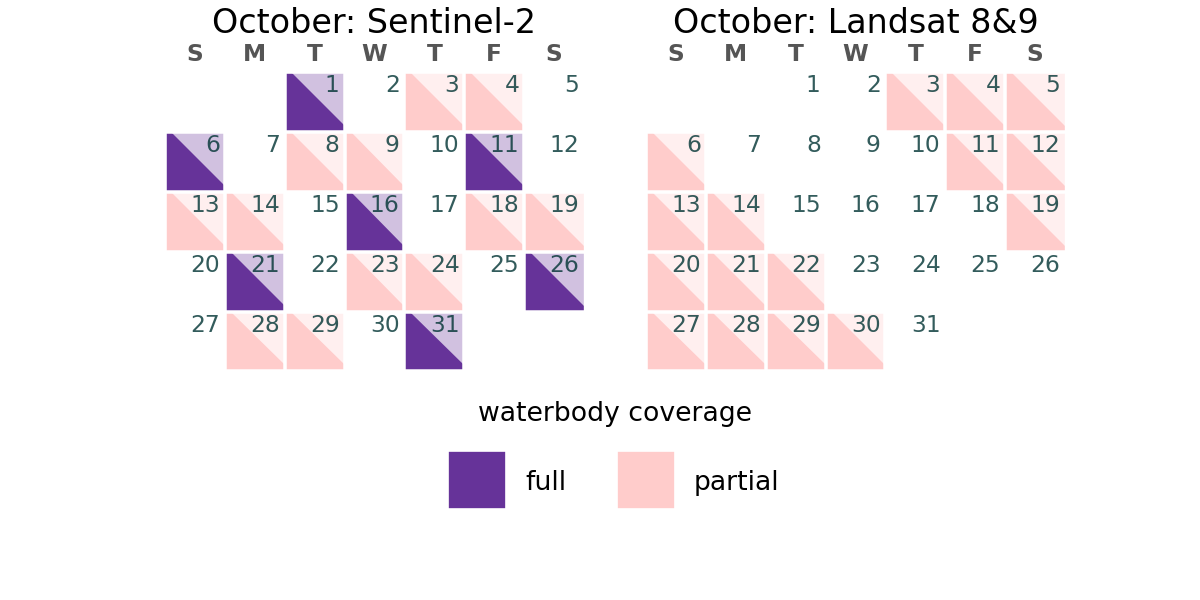 October: Sentinel-2
S M T W T F S
1 2 3 4 5
6 7 8 9 10 11 12
13 14 15 16 17 18 19
20 21 22 23 24 25 26
27 28 29 30 31
October: Landsat 8&9
S M T W T F S
1 2 3 4 5
6 7 8 9 10 11 12
13 14 15 16 17 18 19
20 21 22 23 24 25 26
27 28 29 30 31
waterbody coverage
full partial